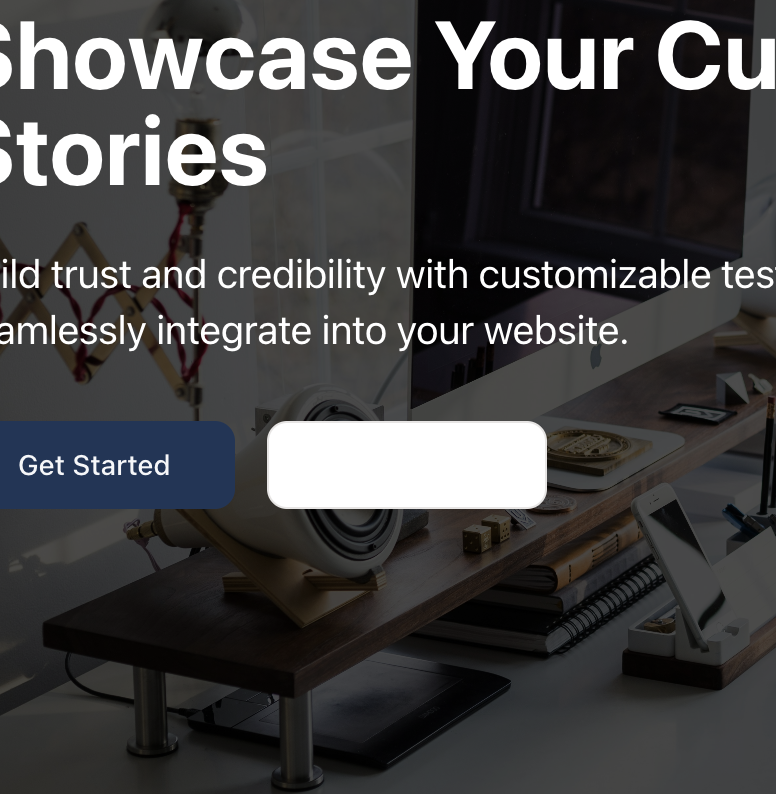 Showcase Your Cu
Stories
ild trust and credibility with customizable tes
amlessly integrate into your website.
Get Started